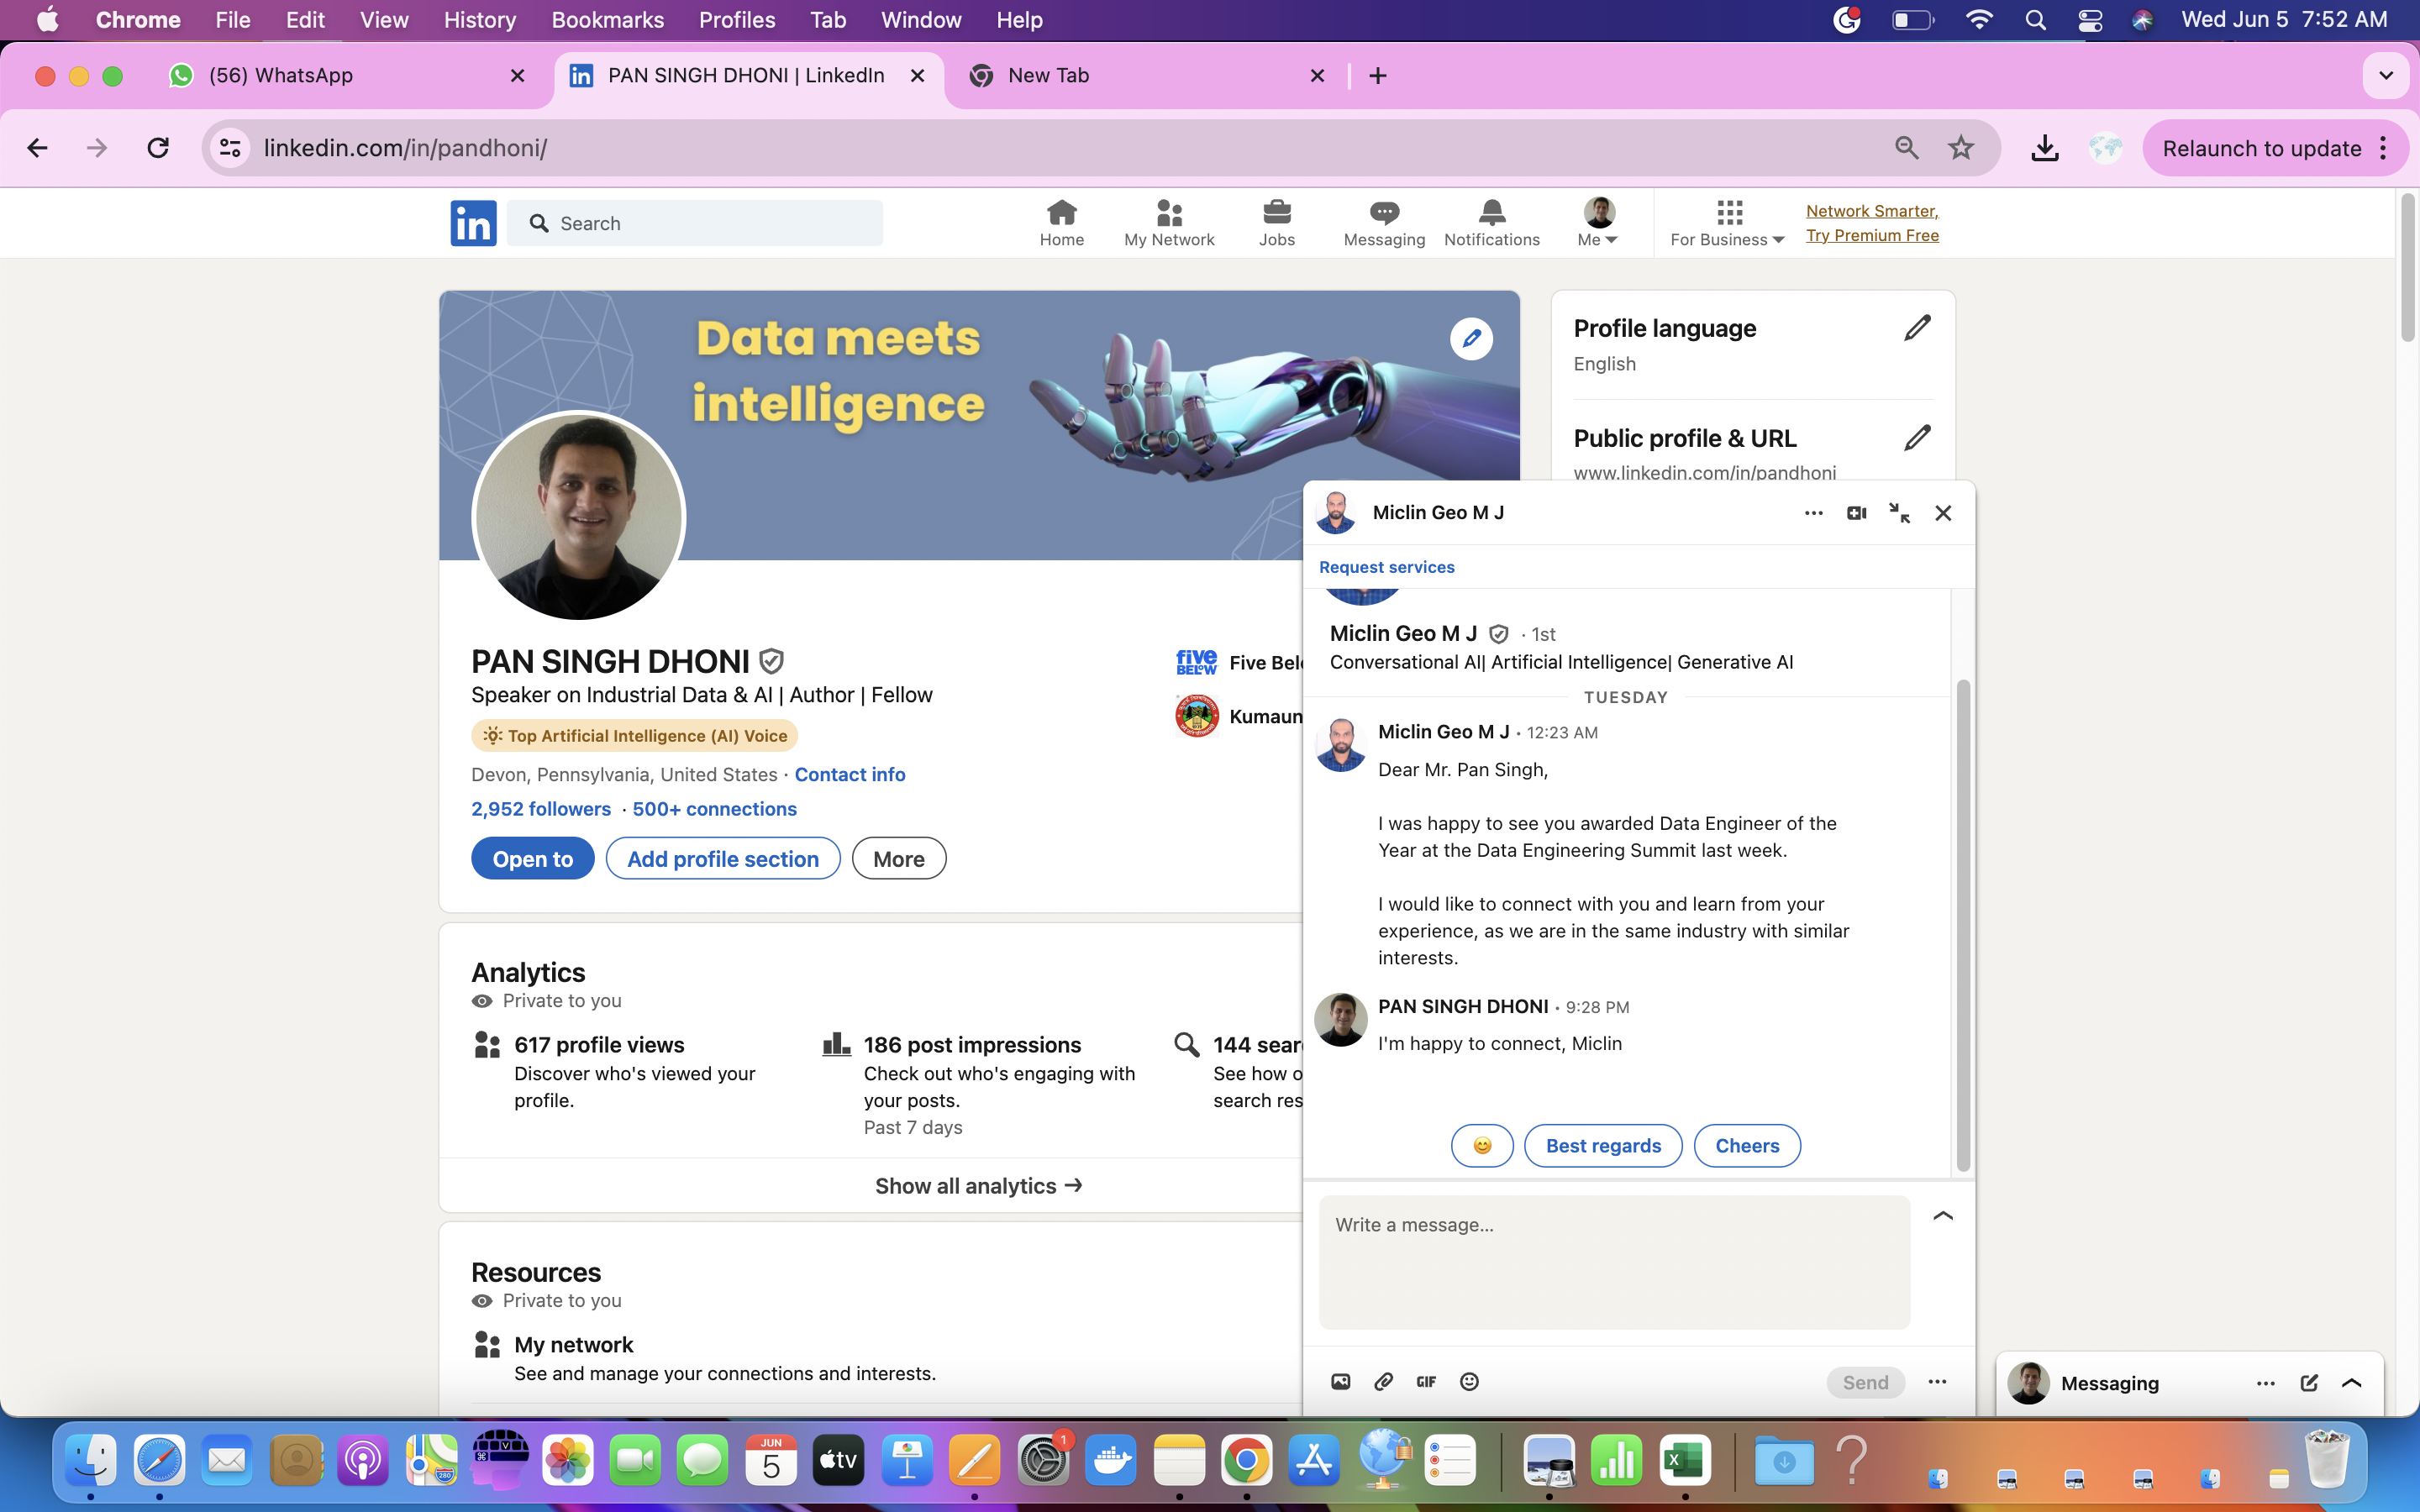 Chrome File Edit View History Bookmarks Profiles Tab Window Help Wed Jun 5 7:52 AM
(56) WhatsApp PAN SINGH DHONI | LinkedIn New Tab
linkedin.com/in/pandhoni/ Relaunch to update
in Search Home My Network Jobs Messaging Notifications Me For Business Network Smarter,
Try Premium Free
Data meets
intelligence
Profile language
English
Public profile & URL
www.linkedin.com/in/pandhoni
PAN SINGH DHONI
Speaker on Industrial Data & AI | Author | Fellow
Top Artificial Intelligence (AI) Voice
Devon, Pennsylvania, United States · Contact info
2,952 followers · 500+ connections
Open to Add profile section More
five BELOW Five Bel
Kumaun
Analytics
Private to you
617 profile views
Discover who's viewed your
profile.
186 post impressions
Check out who's engaging with
your posts.
Past 7 days
144 sear
See how o
search res
Show all analytics →
Resources
Private to you
My network
See and manage your connections and interests.
Miclin Geo M J
Request services
Miclin Geo M J · 1st
Conversational AI| Artificial Intelligence| Generative AI
TUESDAY
Miclin Geo M J • 12:23 AM
Dear Mr. Pan Singh,
I was happy to see you awarded Data Engineer of the
Year at the Data Engineering Summit last week.
I would like to connect with you and learn from your
experience, as we are in the same industry with similar
interests.
PAN SINGH DHONI • 9:28 PM
I'm happy to connect, Miclin
Best regards Cheers
Write a message...
GIF Send
Messaging
280 JUN 5 tv 1 X